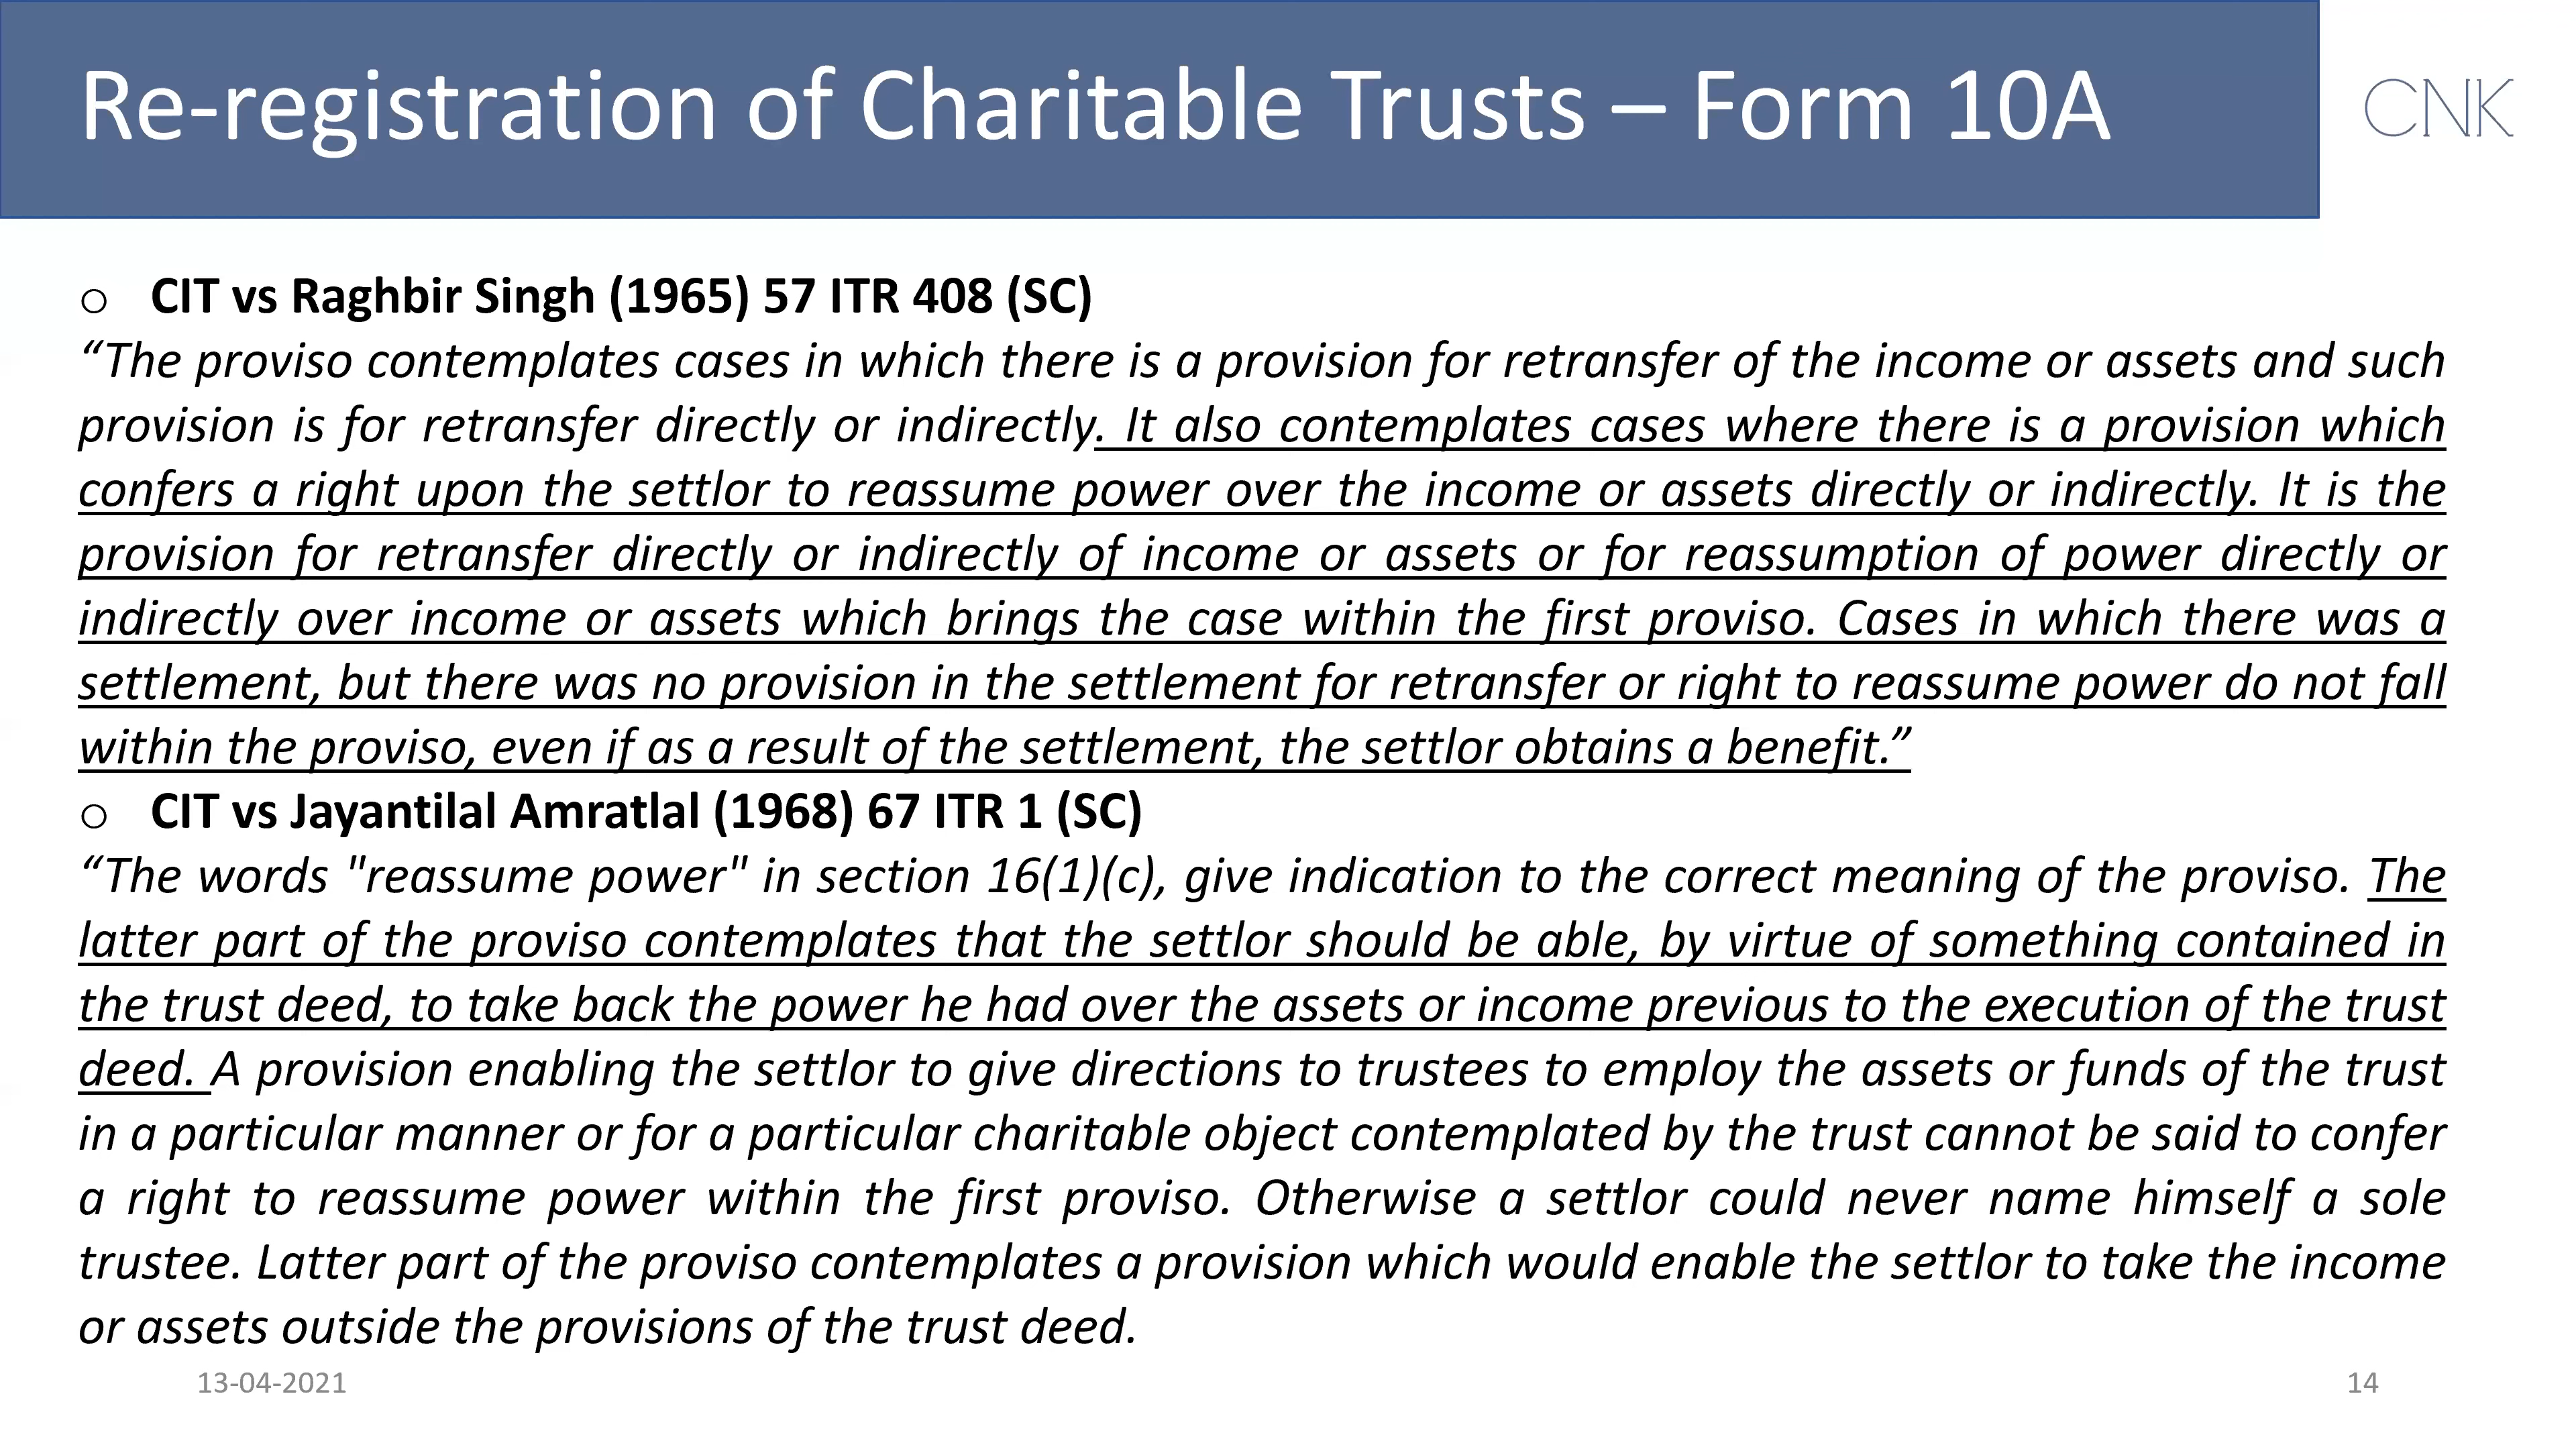 Re-registration of Charitable Trusts – Form 10A
CNK
o CIT vs Raghbir Singh (1965) 57 ITR 408 (SC)
“The proviso contemplates cases in which there is a provision for retransfer of the income or assets and such
provision is for retransfer directly or indirectly. It also contemplates cases where there is a provision which
confers a right upon the settlor to reassume power over the income or assets directly or indirectly. It is the
provision for retransfer directly or indirectly of income or assets or for reassumption of power directly or
indirectly over income or assets which brings the case within the first proviso. Cases in which there was a
settlement, but there was no provision in the settlement for retransfer or right to reassume power do not fall
within the proviso, even if as a result of the settlement, the settlor obtains a benefit.”
o CIT vs Jayantilal Amratlal (1968) 67 ITR 1 (SC)
“The words "reassume power" in section 16(1)(c), give indication to the correct meaning of the proviso. The
latter part of the proviso contemplates that the settlor should be able, by virtue of something contained in
the trust deed, to take back the power he had over the assets or income previous to the execution of the trust
deed. A provision enabling the settlor to give directions to trustees to employ the assets or funds of the trust
in a particular manner or for a particular charitable object contemplated by the trust cannot be said to confer
a right to reassume power within the first proviso. Otherwise a settlor could never name himself a sole
trustee. Latter part of the proviso contemplates a provision which would enable the settlor to take the income
or assets outside the provisions of the trust deed.
13-04-2021
14